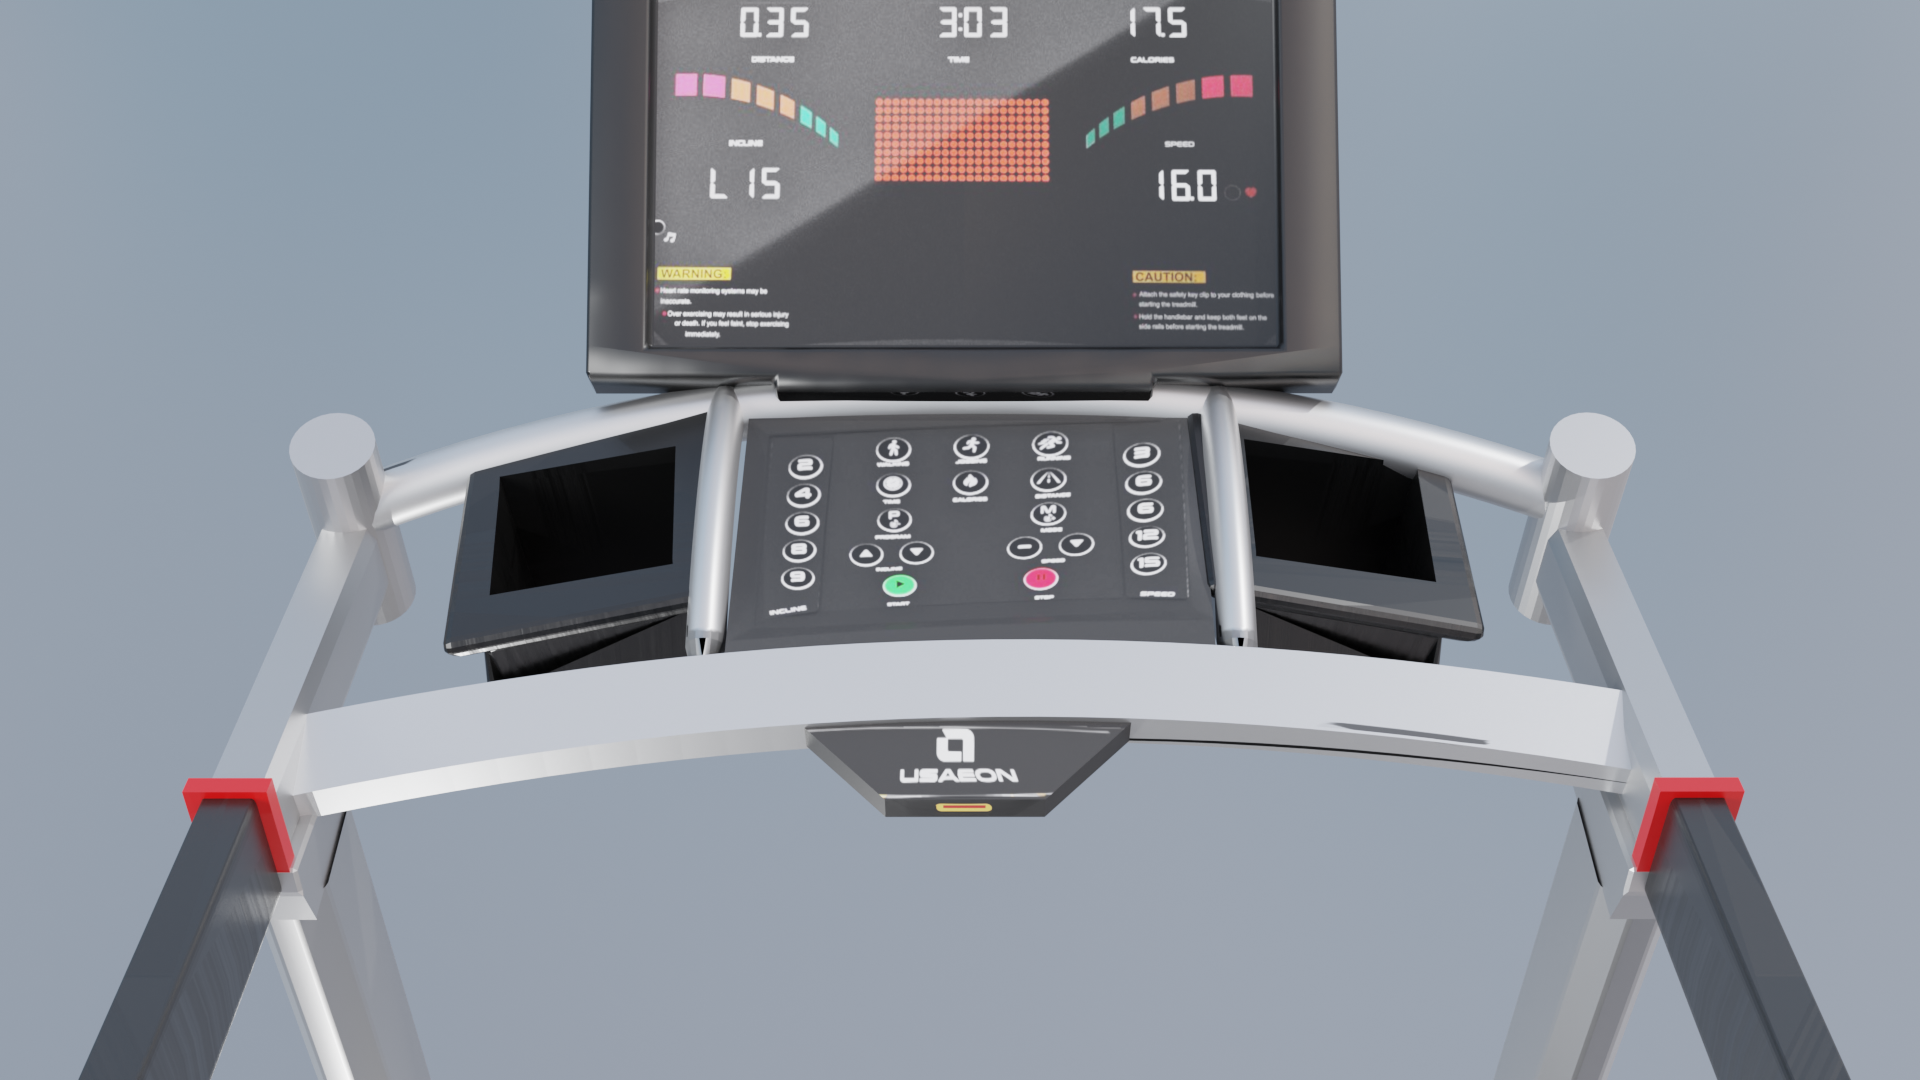 0.35
3:03
17.5
DISTANCE
TIME
CALORIES
INCLINE
SPEED
L 15
16.0
WARNING:
Heart rate monitoring systems may be
inaccurate.
Over exercising may result in serious injury
or death. If you feel faint, stop exercising
immediately.
CAUTION:
Attach the safety key clip to your clothing before
starting the treadmill.
Hold the handlebar and keep both feet on the
side rails before starting the treadmill.
2
4
6
8
9
INCLINE
WALKING
RUNNING
TIME
CALORIES
DISTANCE
P
PROGRAM
M
MODE
INCLINE
SPEED
START
STOP
3
6
6
12
15
SPEED
USAEON